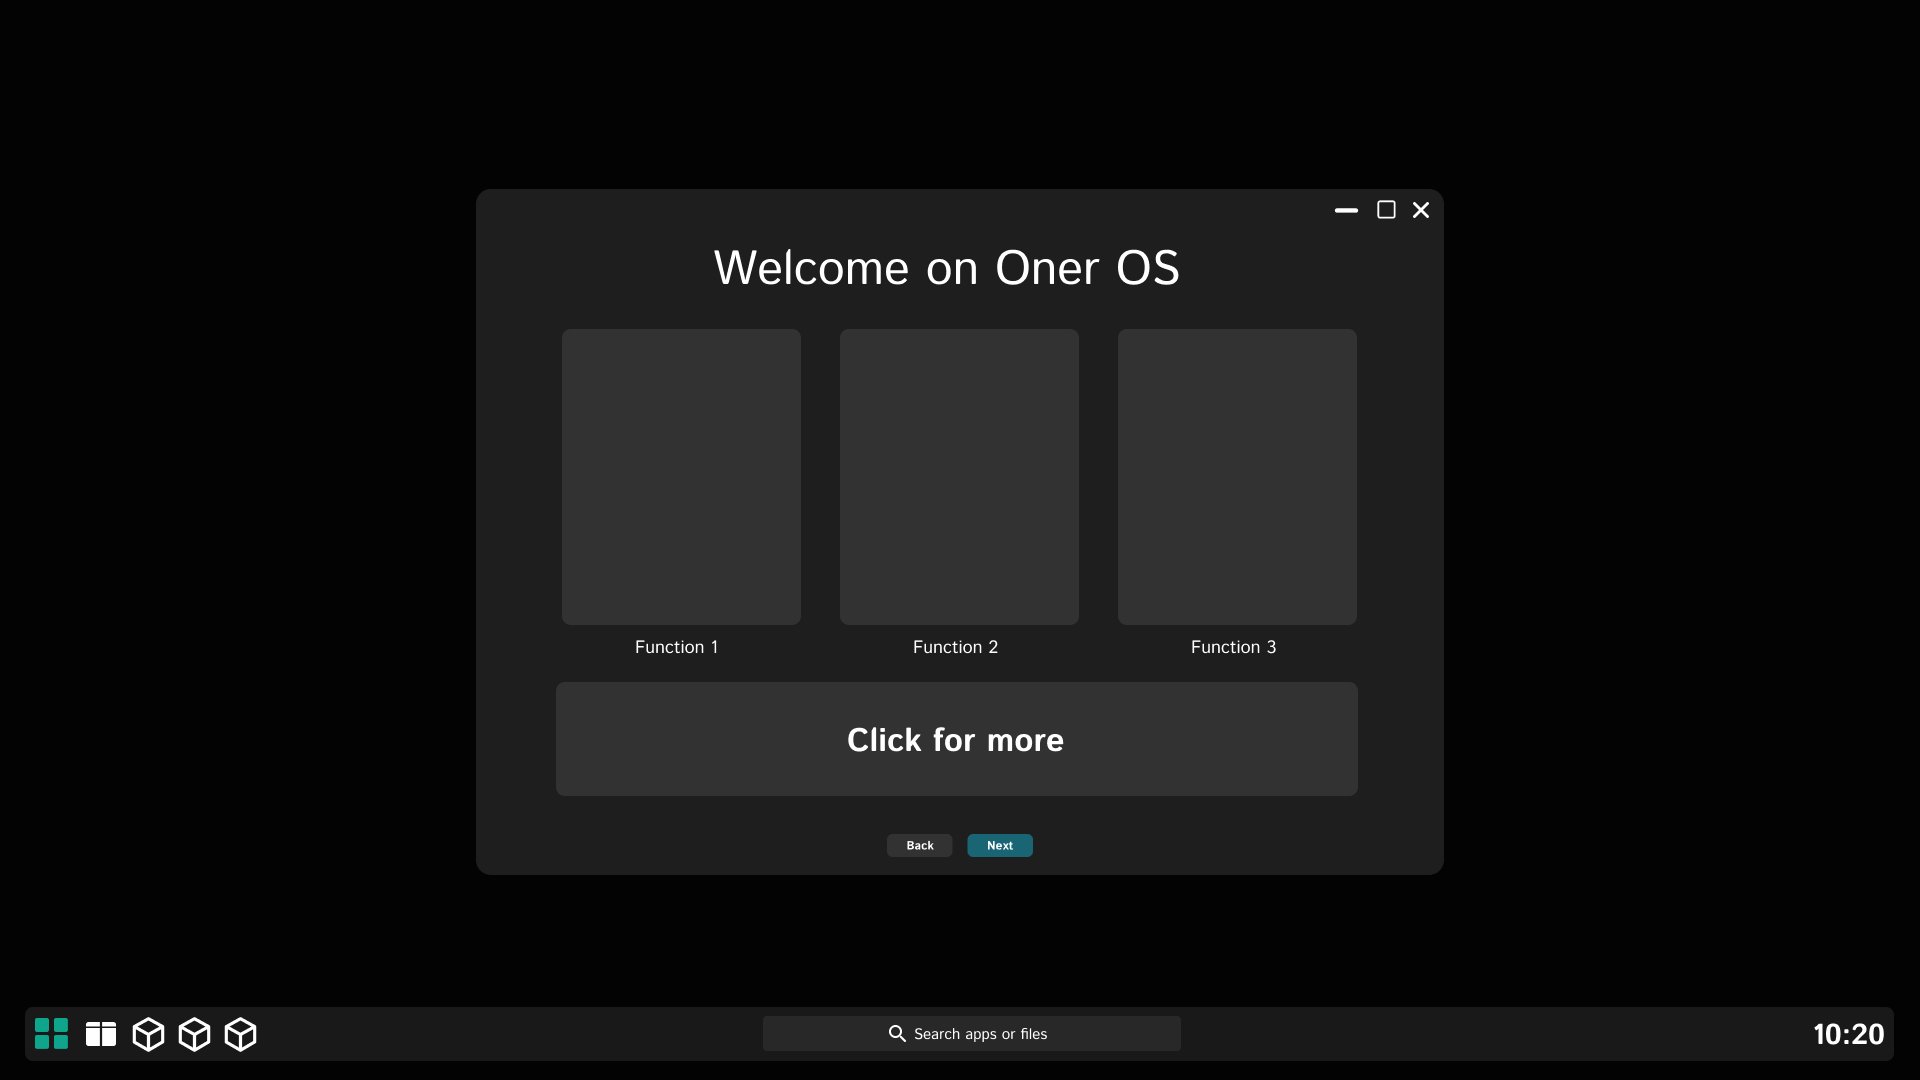 Welcome on Oner OS
Function 1
Function 2
Function 3
Click for more
Back
Next
Search apps or files
10:20